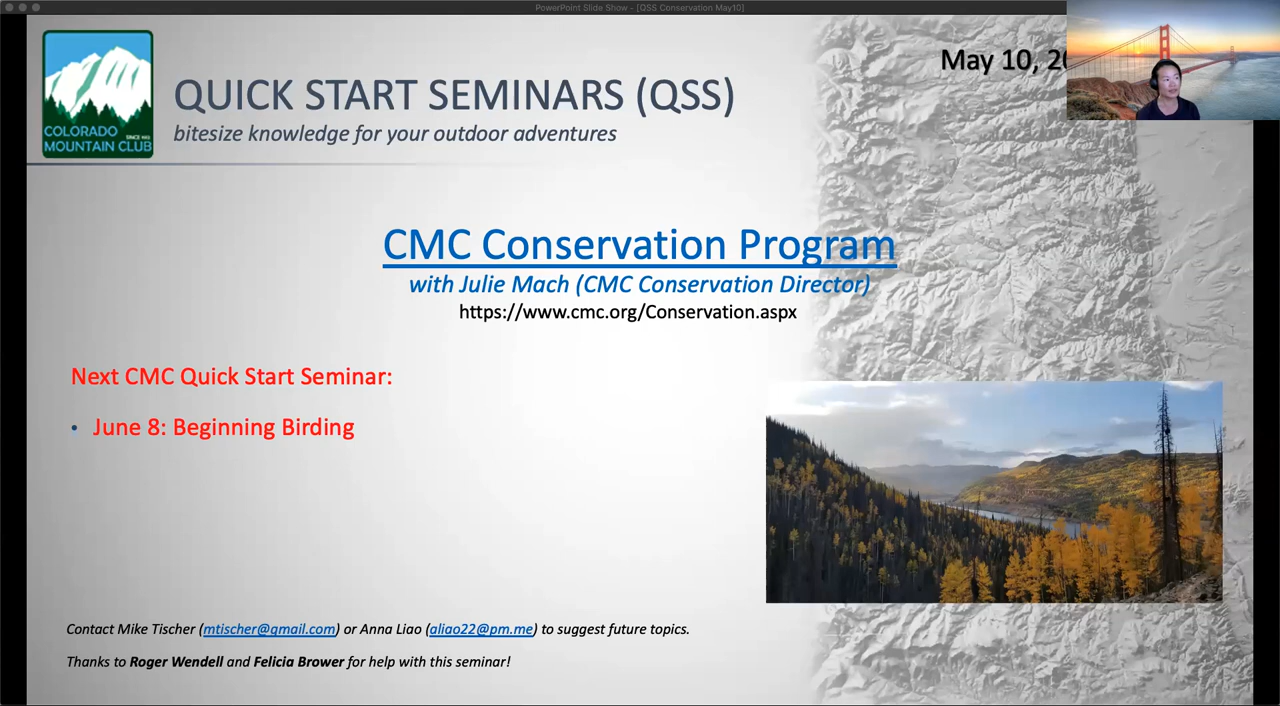 PowerPoint Slide Show - [QSS Conservation May10]
COLORADO
SINCE 1912
MOUNTAIN CLUB
QUICK START SEMINARS (QSS)
bitesize knowledge for your outdoor adventures
May 10,
CMC Conservation Program
with Julie Mach (CMC Conservation Director)
https://www.cmc.org/Conservation.aspx
Next CMC Quick Start Seminar:
• June 8: Beginning Birding
Contact Mike Tischer (mtischer@gmail.com) or Anna Liao (aliao22@pm.me) to suggest future topics.
Thanks to Roger Wendell and Felicia Brower for help with this seminar!